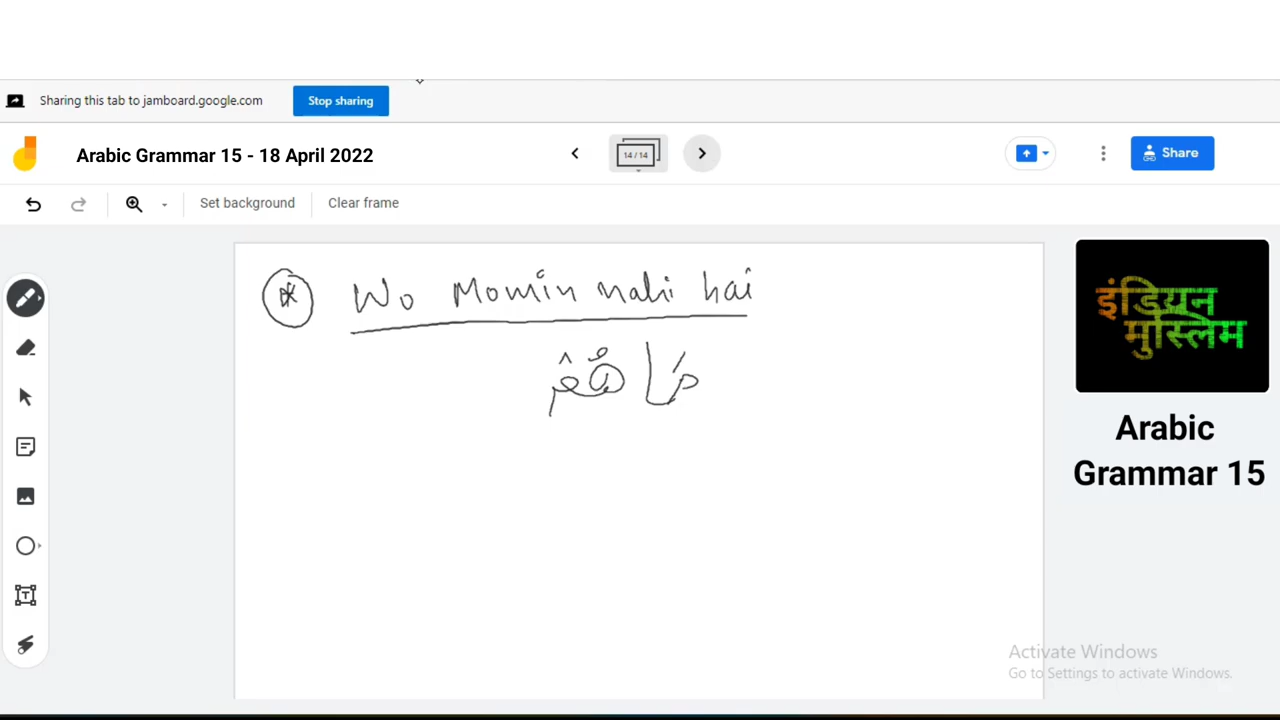 Sharing this tab to jamboard.google.com
Stop sharing
Arabic Grammar 15 - 18 April 2022
14 / 14
Share
Set background
Clear frame
* Wo Momin nahi hai
مَا هُمْ
इंडियन
मुस्लिम
Arabic
Grammar 15
Activate Windows
Go to Settings to activate Windows.